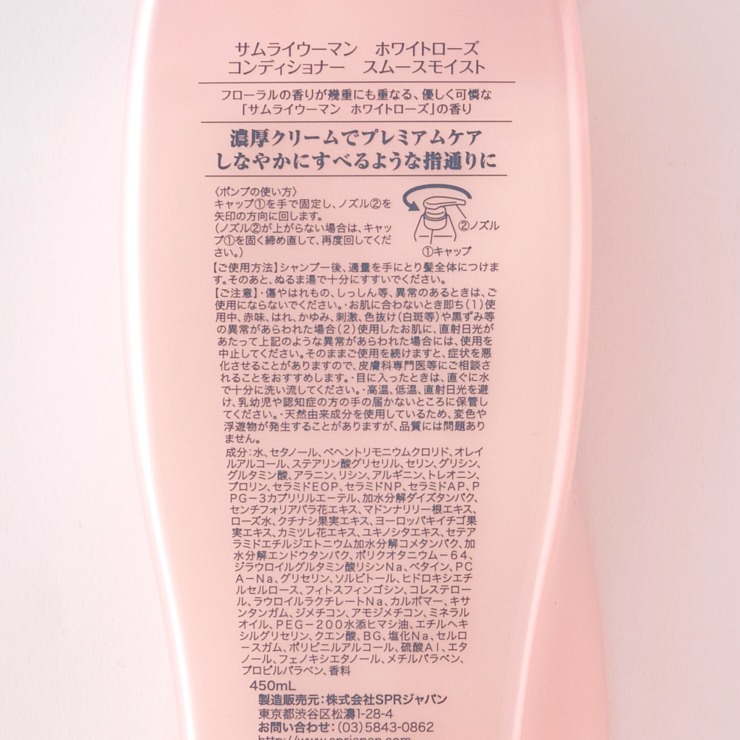 サムライウーマン ホワイトローズ
コンディショナー スムースモイスト
フローラルの香りが幾重にも重なる、優しく可憐な
「サムライウーマン ホワイトローズ」の香り
濃厚クリームでプレミアムケア
しなやかにすべるような指通りに
〈ポンプの使い方〉
キャップ①を手で固定し、ノズル②を
矢印の方向に回します。
(ノズル②が上がらない場合は、キャッ
プ①を固く締め直して、再度回してくだ
さい。)
②ノズル
①キャップ
【ご使用方法】シャンプー後、適量を手にとり髪全体につけま
す。そのあと、ぬるま湯で十分にすすいでください。
【ご注意】・傷やはれもの、しっしん等、異常のあるときは、ご
使用にならないでください。・お肌に合わないとき即ち(1)使
用中、赤味、はれ、かゆみ、刺激、色抜け(白斑等)や黒ずみ等
の異常があらわれた場合(2)使用したお肌に、直射日光が
あたって上記のような異常があらわれた場合には、使用を
中止してください。そのままご使用を続けますと、症状を悪
化させることがありますので、皮膚科専門医等にご相談さ
れることをおすすめします。・目に入ったときは、直ぐに水
で十分に洗い流してください。・高温、低温、直射日光を避
け、乳幼児や認知症の方の手の届かないところに保管し
てください。・天然由来成分を使用しているため、変色や
浮遊物が発生することがありますが、品質には問題あり
ません。
成分:水、セタノール、ベヘントリモニウムクロリド、オレイ
ルアルコール、ステアリン酸グリセリル、セリン、グリシン、
グルタミン酸、アラニン、リシン、アルギニン、トレオニン、
プロリン、セラミドEOP、セラミドNP、セラミドAP、P
PG-3カプリリルエーテル、加水分解ダイズタンパク、
センチフォリアバラ花エキス、マドンナリリー根エキス、
ローズ水、クチナシ果実エキス、ヨーロッパキイチゴ果
実エキス、カミツレ花エキス、ユキノシタエキス、セテア
ラミドエチルジエトニウム加水分解コメタンパク、加
水分解エンドウタンパク、ポリクオタニウム-64、
ジラウロイルグルタミン酸リシンNa、ベタイン、PC
A-Na、グリセリン、ソルビトール、ヒドロキシエチ
ルセルロース、フィトスフィンゴシン、コレステロー
ル、ラウロイルラクチレートNa、カルボマー、キサ
ンタンガム、ジメチコン、アモジメチコン、ミネラル
オイル、PEG-200水添ヒマシ油、エチルヘキ
シルグリセリン、クエン酸、BG、塩化Na、セルロ
ースガム、ポリビニルアルコール、硫酸Al、エタ
ノール、フェノキシエタノール、メチルパラベン、
プロピルパラベン、香料
450mL
製造販売元:株式会社SPRジャパン
東京都渋谷区松濤1-28-4
お問い合わせ:(03)5843-0862
http://www.sprjapan.com